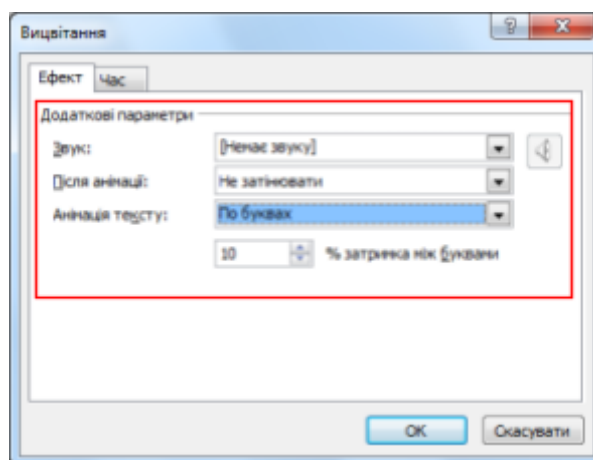 Вицвітання
Ефект Час
Додаткові параметри
Звук: [Немає звуку]
Після анімації: Не затінювати
Анімація тексту: По буквах
10 % затримка між буквами
ОК Скасувати